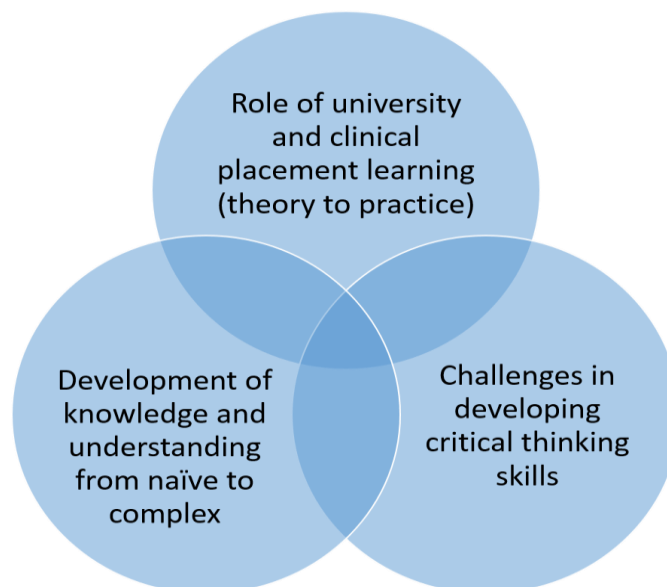 Role of university
and clinical
placement learning
(theory to practice)
Development of
knowledge and
understanding
from naïve to
complex
Challenges in
developing
critical thinking
skills